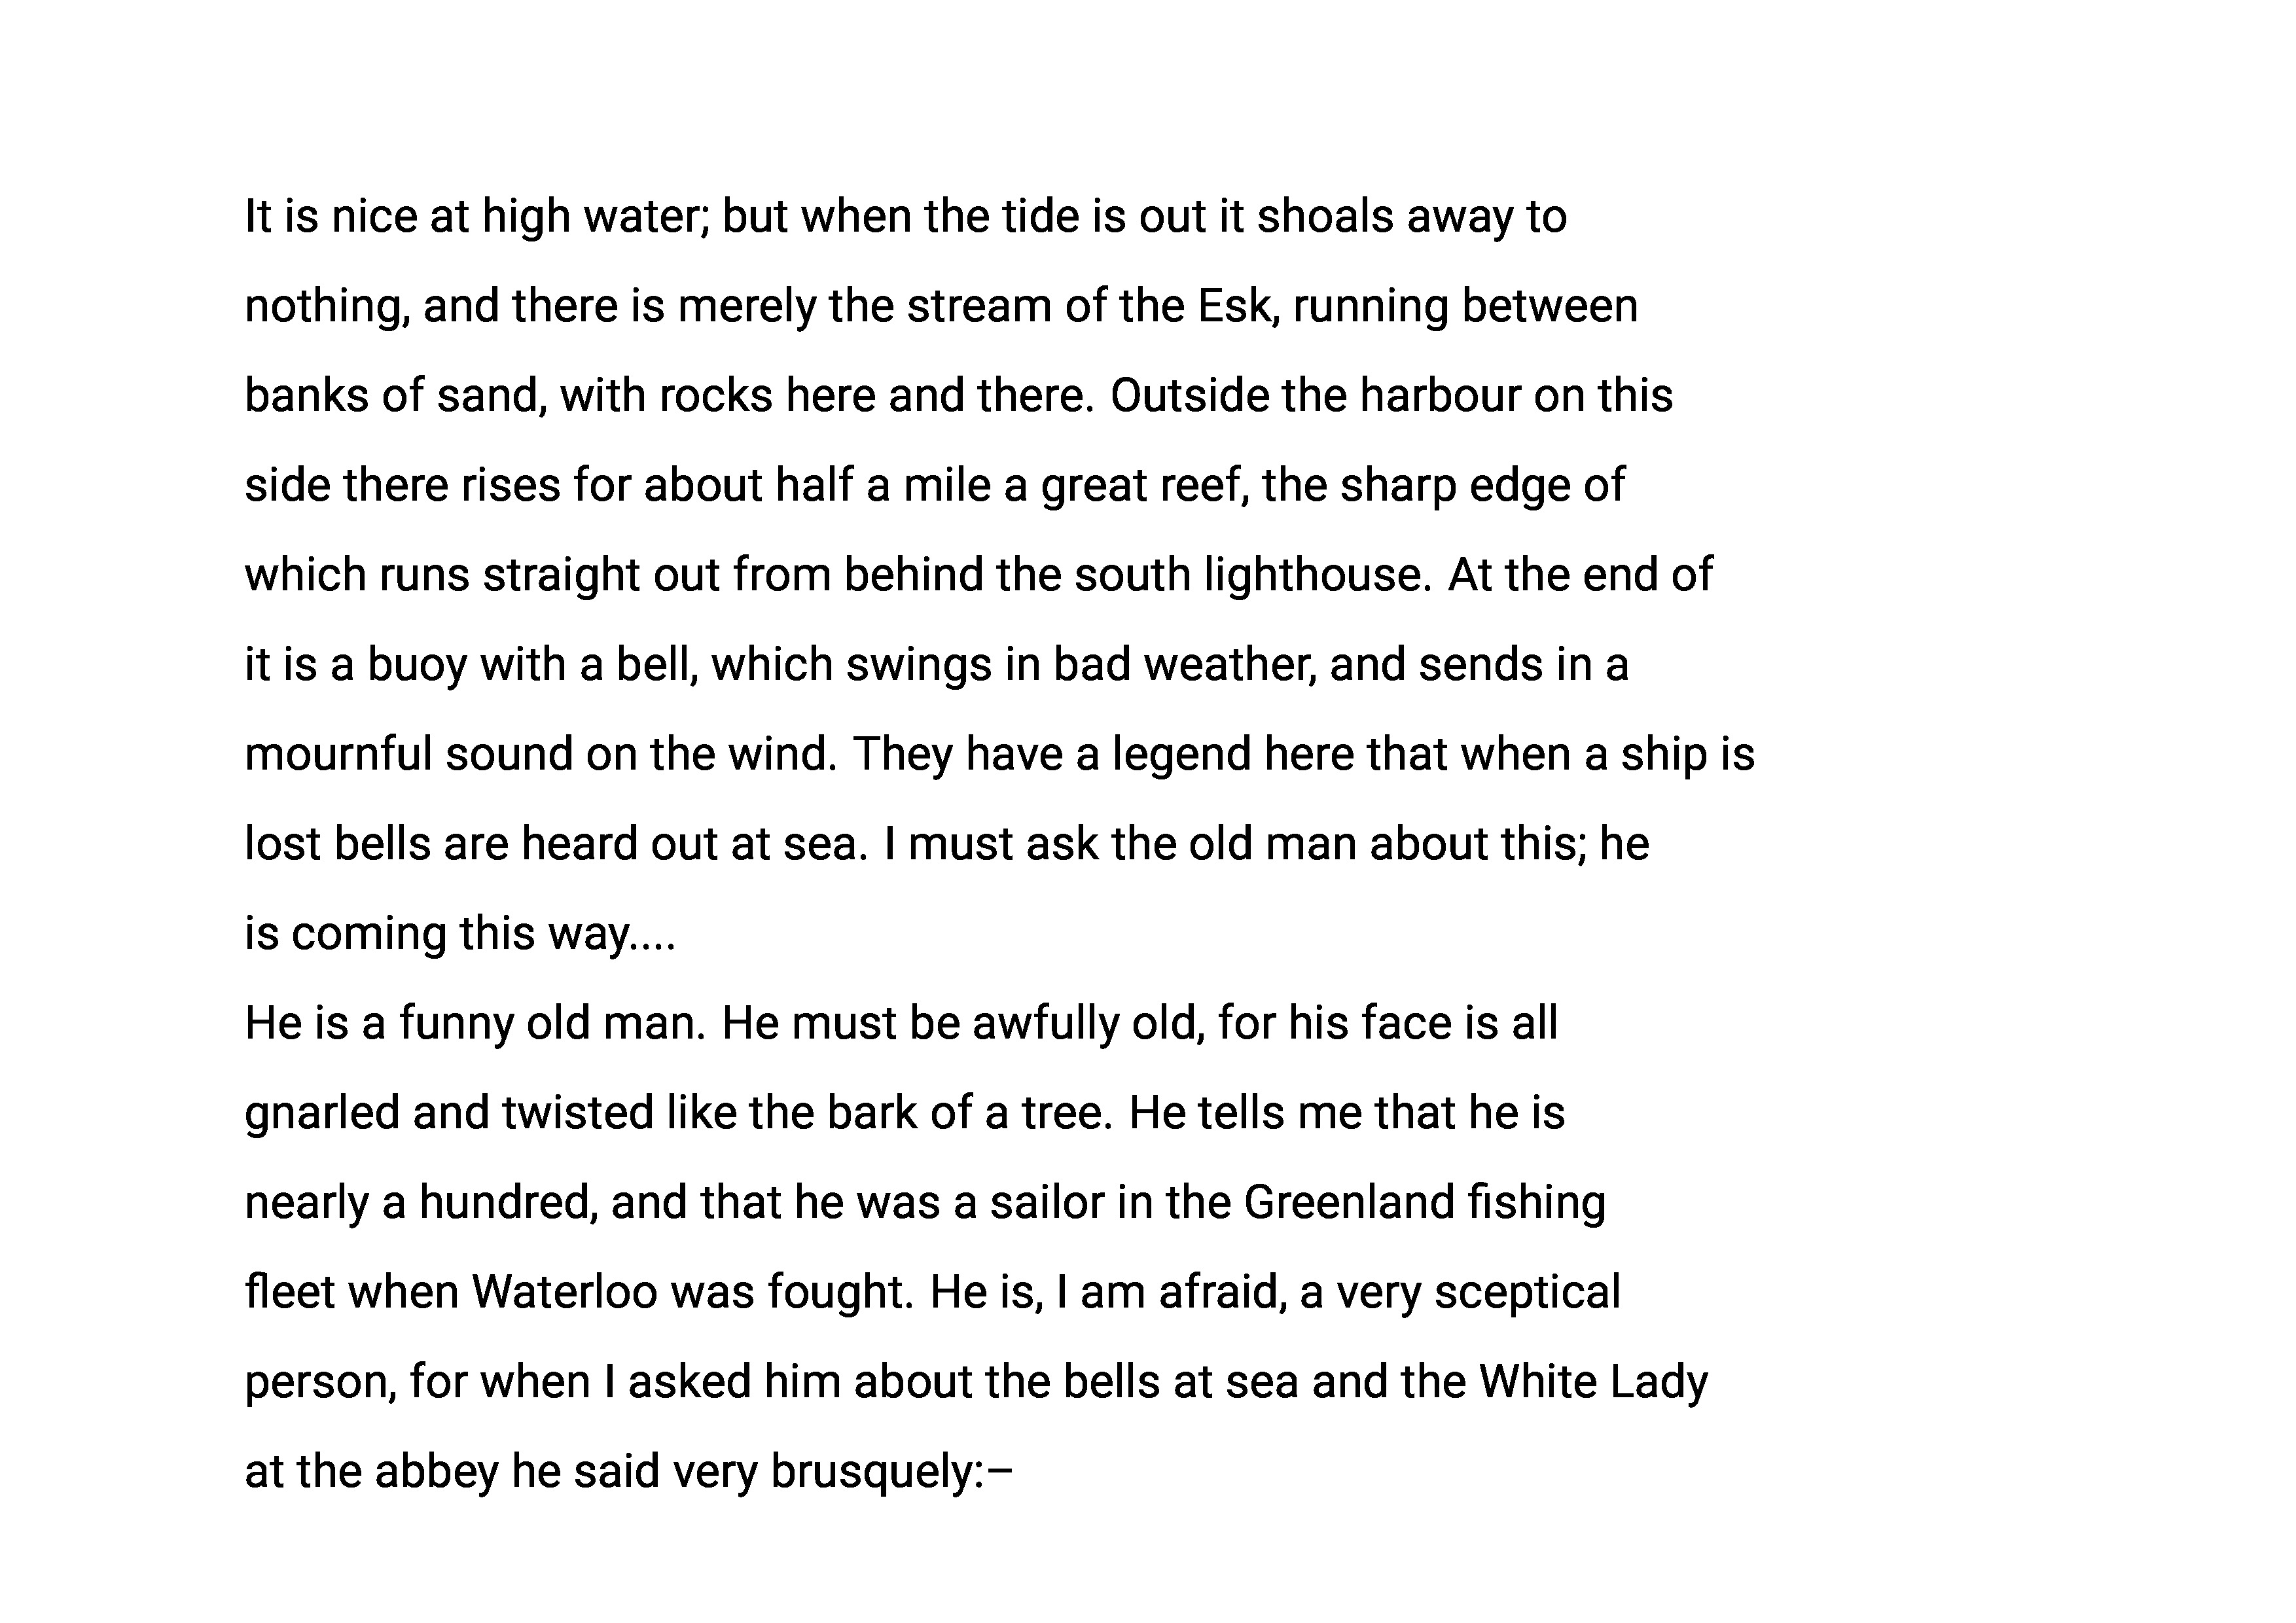 It is nice at high water; but when the tide is out it shoals away to
nothing, and there is merely the stream of the Esk, running between
banks of sand, with rocks here and there. Outside the harbour on this
side there rises for about half a mile a great reef, the sharp edge of
which runs straight out from behind the south lighthouse. At the end of
it is a buoy with a bell, which swings in bad weather, and sends in a
mournful sound on the wind. They have a legend here that when a ship is
lost bells are heard out at sea. I must ask the old man about this; he
is coming this way....
He is a funny old man. He must be awfully old, for his face is all
gnarled and twisted like the bark of a tree. He tells me that he is
nearly a hundred, and that he was a sailor in the Greenland fishing
fleet when Waterloo was fought. He is, I am afraid, a very sceptical
person, for when I asked him about the bells at sea and the White Lady
at the abbey he said very brusquely:–